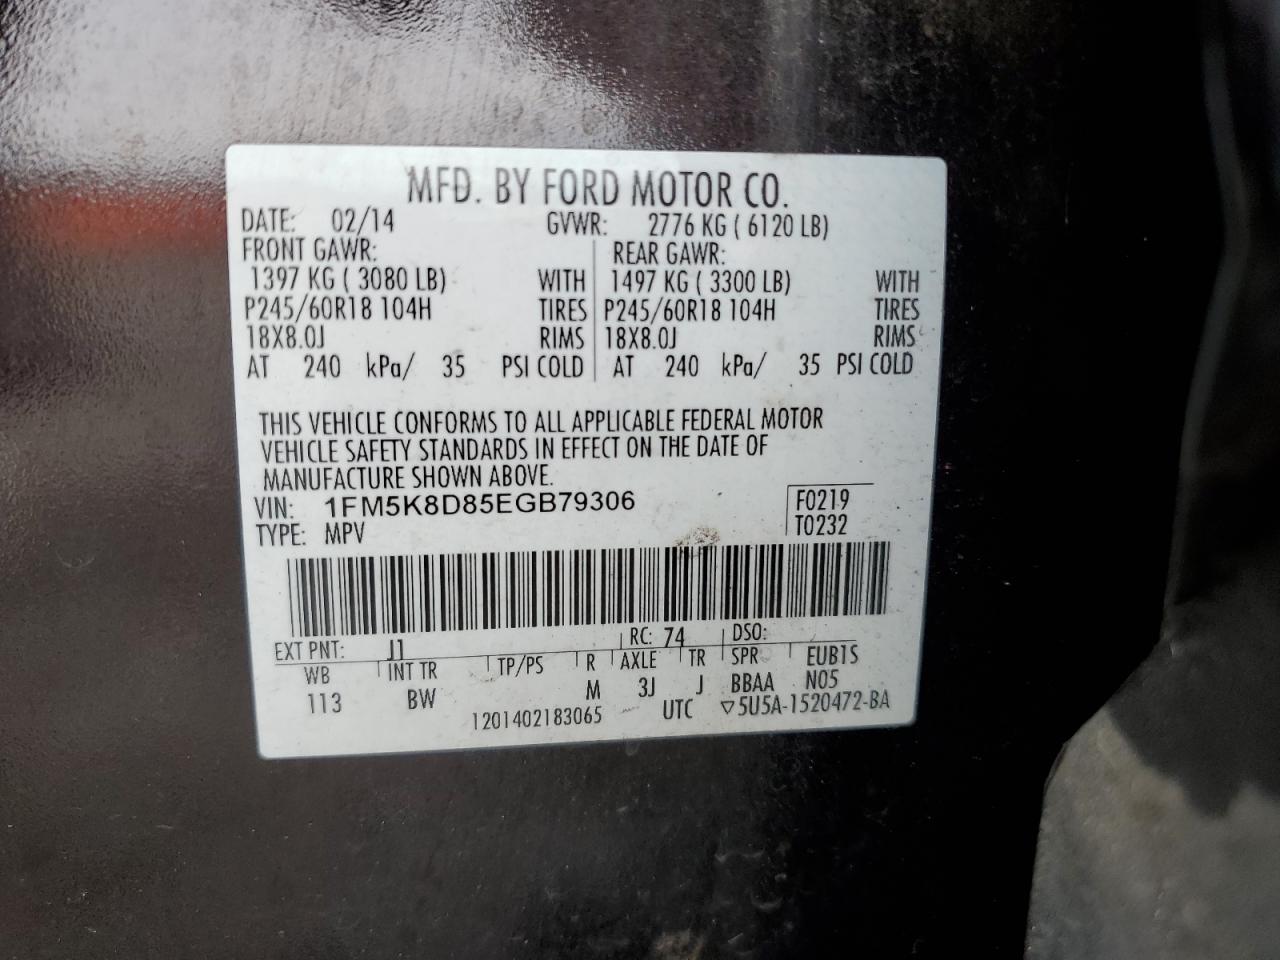 MFD. BY FORD MOTOR CO.
DATE: 02/14 GVWR: 2776 KG ( 6120 LB)
FRONT GAWR: REAR GAWR:
1397 KG ( 3080 LB) WITH 1497 KG ( 3300 LB) WITH
P245/60R18 104H TIRES P245/60R18 104H TIRES
18X8.0J RIMS 18X8.0J RIMS
AT 240 kPa/ 35 PSI COLD AT 240 kPa/ 35 PSI COLD
THIS VEHICLE CONFORMS TO ALL APPLICABLE FEDERAL MOTOR
VEHICLE SAFETY STANDARDS IN EFFECT ON THE DATE OF
MANUFACTURE SHOWN ABOVE.
VIN: 1FM5K8D85EGB79306 F0219
TYPE: MPV T0232
EXT PNT: J1 RC: 74 DSO:
WB INT TR TP/PS R AXLE TR SPR EUB1S
113 BW M 3J J BBAA N05
1201402183065 UTC ▽5U5A-1520472-BA